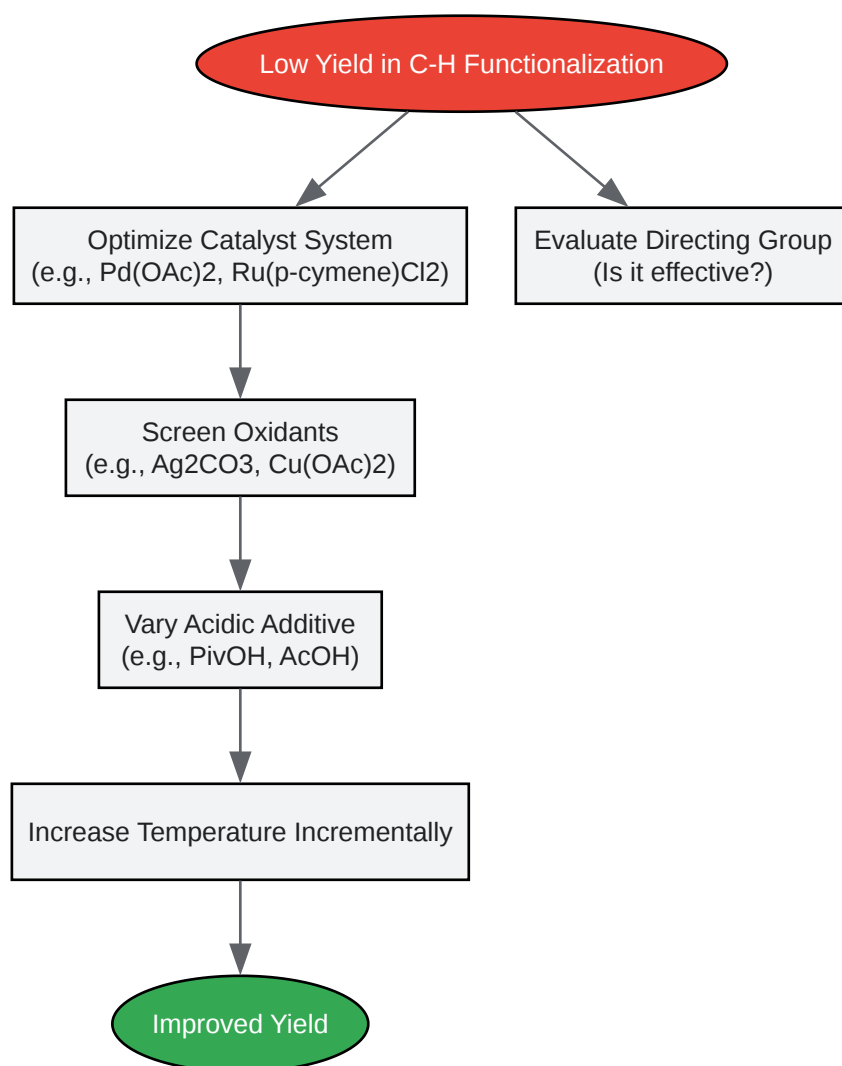 Low Yield in C-H Functionalization
Optimize Catalyst System
(e.g., Pd(OAc)2, Ru(p-cymene)Cl2)
Evaluate Directing Group
(Is it effective?)
Screen Oxidants
(e.g., Ag2CO3, Cu(OAc)2)
Vary Acidic Additive
(e.g., PivOH, AcOH)
Increase Temperature Incrementally
Improved Yield